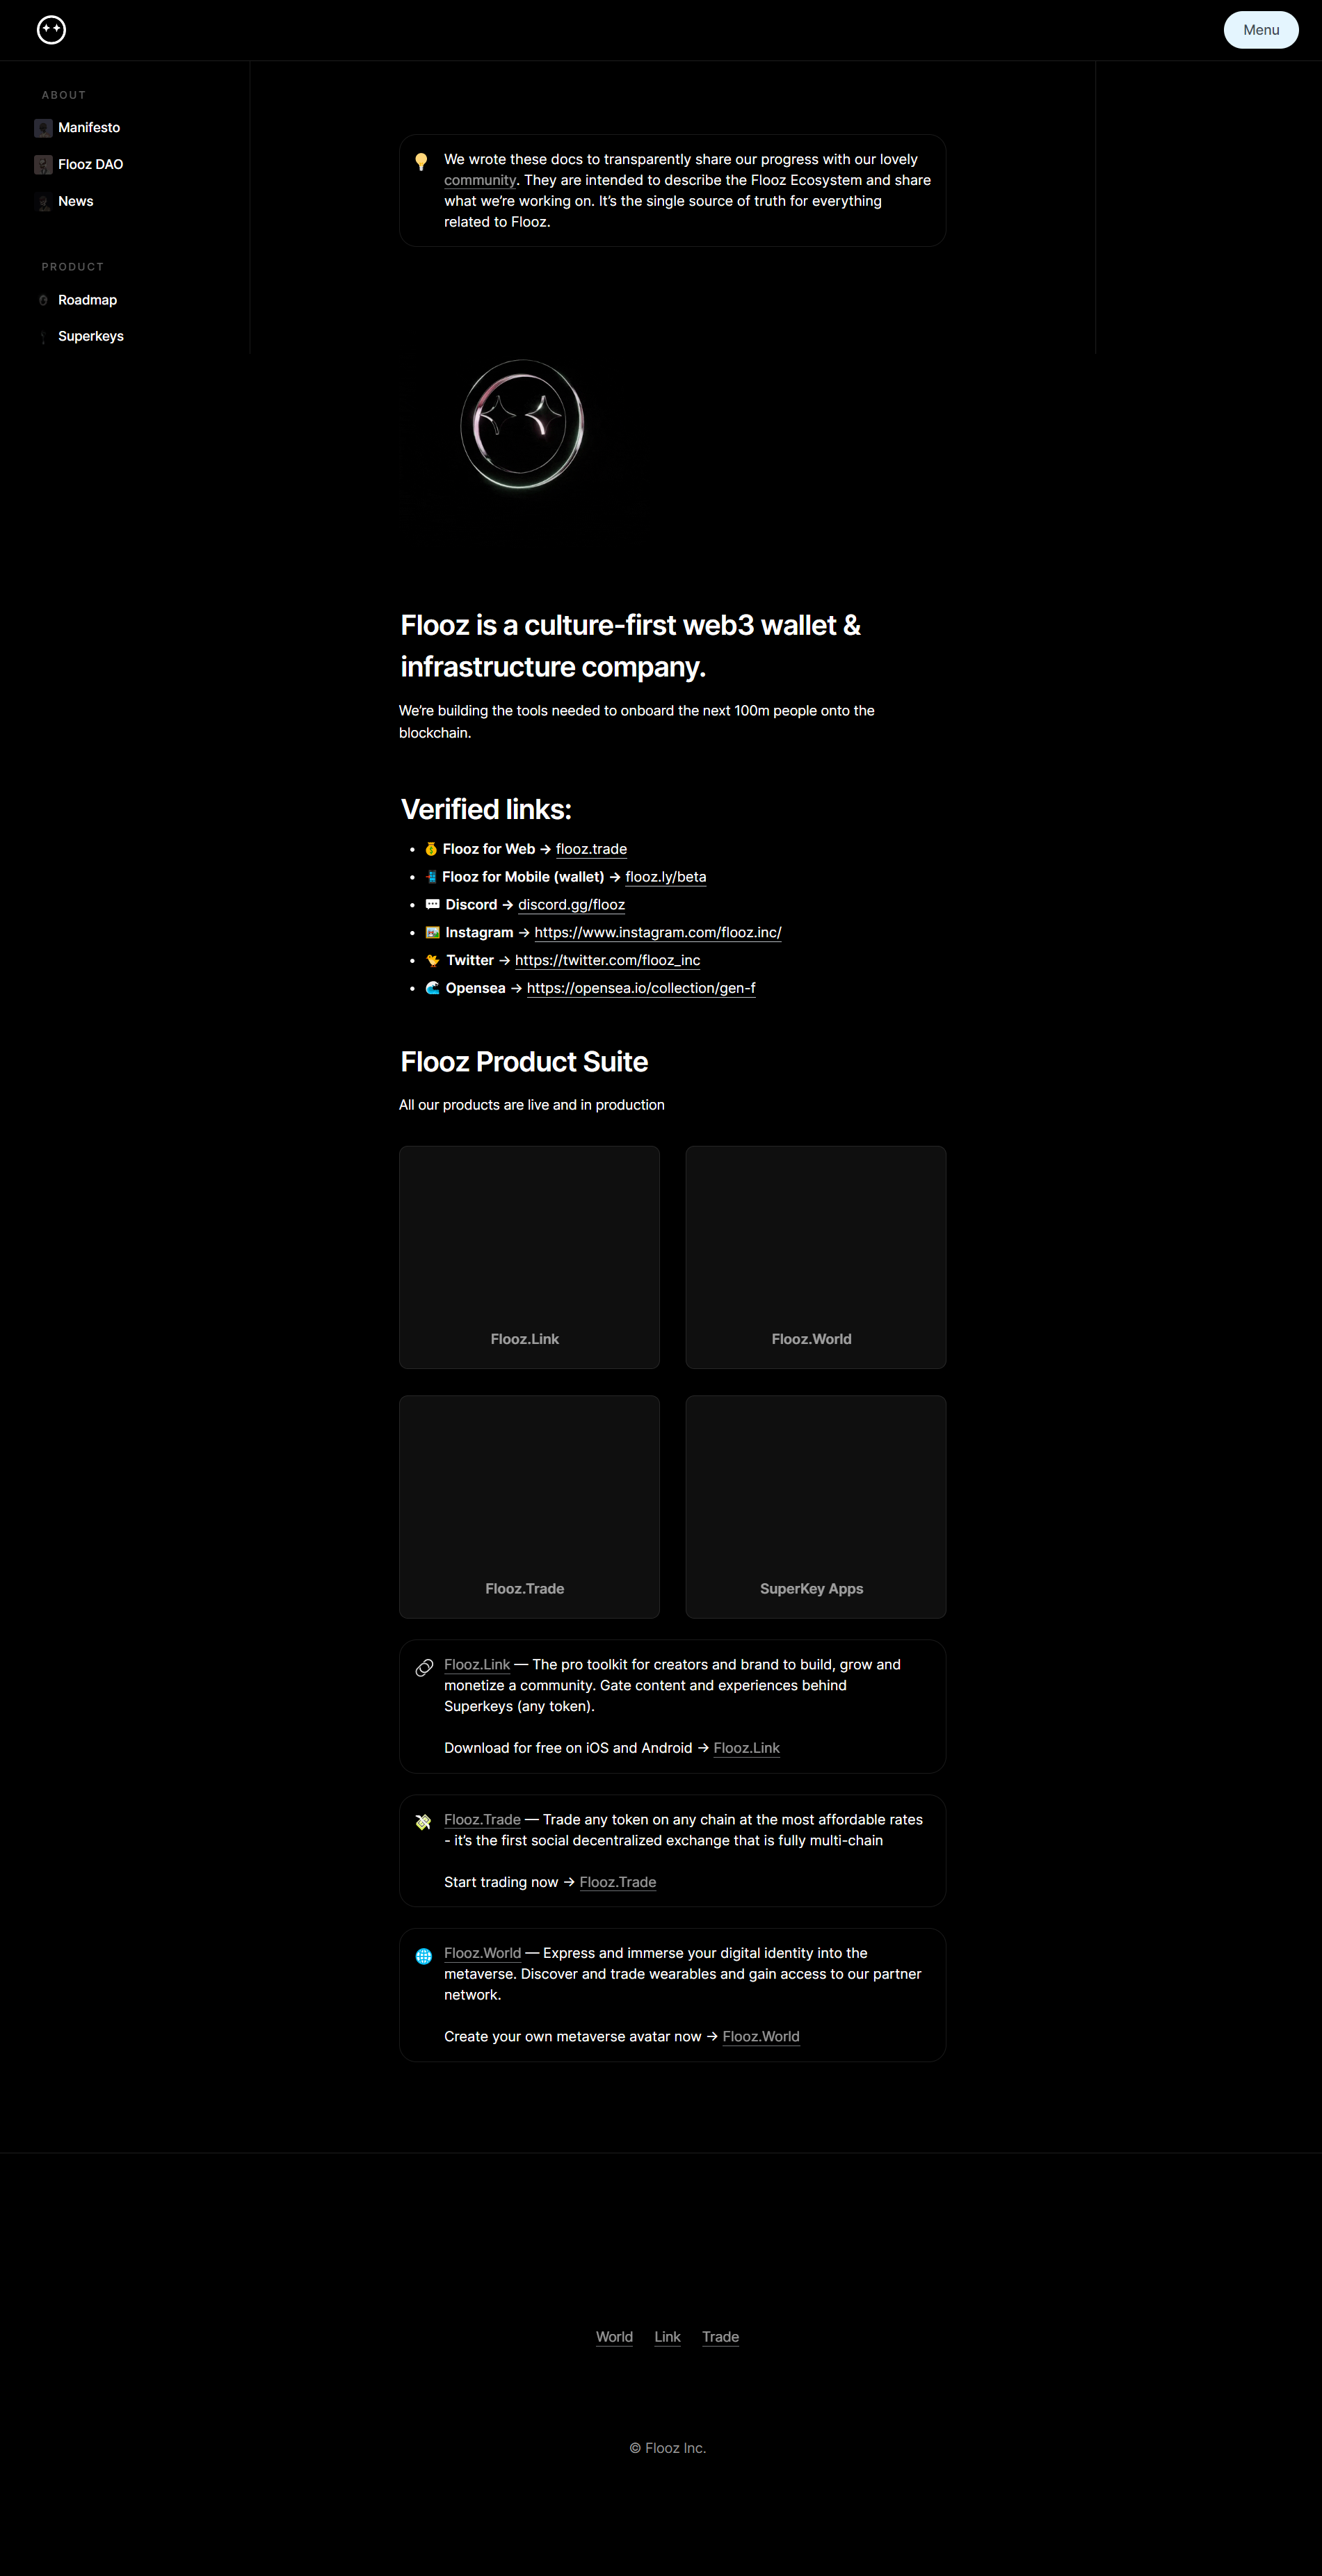 Menu
ABOUT
Manifesto
Flooz DAO
News
PRODUCT
Roadmap
Superkeys
We wrote these docs to transparently share our progress with our lovely
community. They are intended to describe the Flooz Ecosystem and share
what we’re working on. It’s the single source of truth for everything
related to Flooz.
Flooz is a culture-first web3 wallet &
infrastructure company.
We’re building the tools needed to onboard the next 100m people onto the
blockchain.
Verified links:
• 💰 Flooz for Web → flooz.trade
• 📲 Flooz for Mobile (wallet) → flooz.ly/beta
• 💬 Discord → discord.gg/flooz
• 🖼️ Instagram → https://www.instagram.com/flooz.inc/
• 🐤 Twitter → https://twitter.com/flooz_inc
• 🌊 Opensea → https://opensea.io/collection/gen-f
Flooz Product Suite
All our products are live and in production
Flooz.Link
Flooz.World
Flooz.Trade
SuperKey Apps
Flooz.Link — The pro toolkit for creators and brand to build, grow and
monetize a community. Gate content and experiences behind
Superkeys (any token).
Download for free on iOS and Android → Flooz.Link
Flooz.Trade — Trade any token on any chain at the most affordable rates
- it’s the first social decentralized exchange that is fully multi-chain
Start trading now → Flooz.Trade
Flooz.World — Express and immerse your digital identity into the
metaverse. Discover and trade wearables and gain access to our partner
network.
Create your own metaverse avatar now → Flooz.World
World Link Trade
© Flooz Inc.